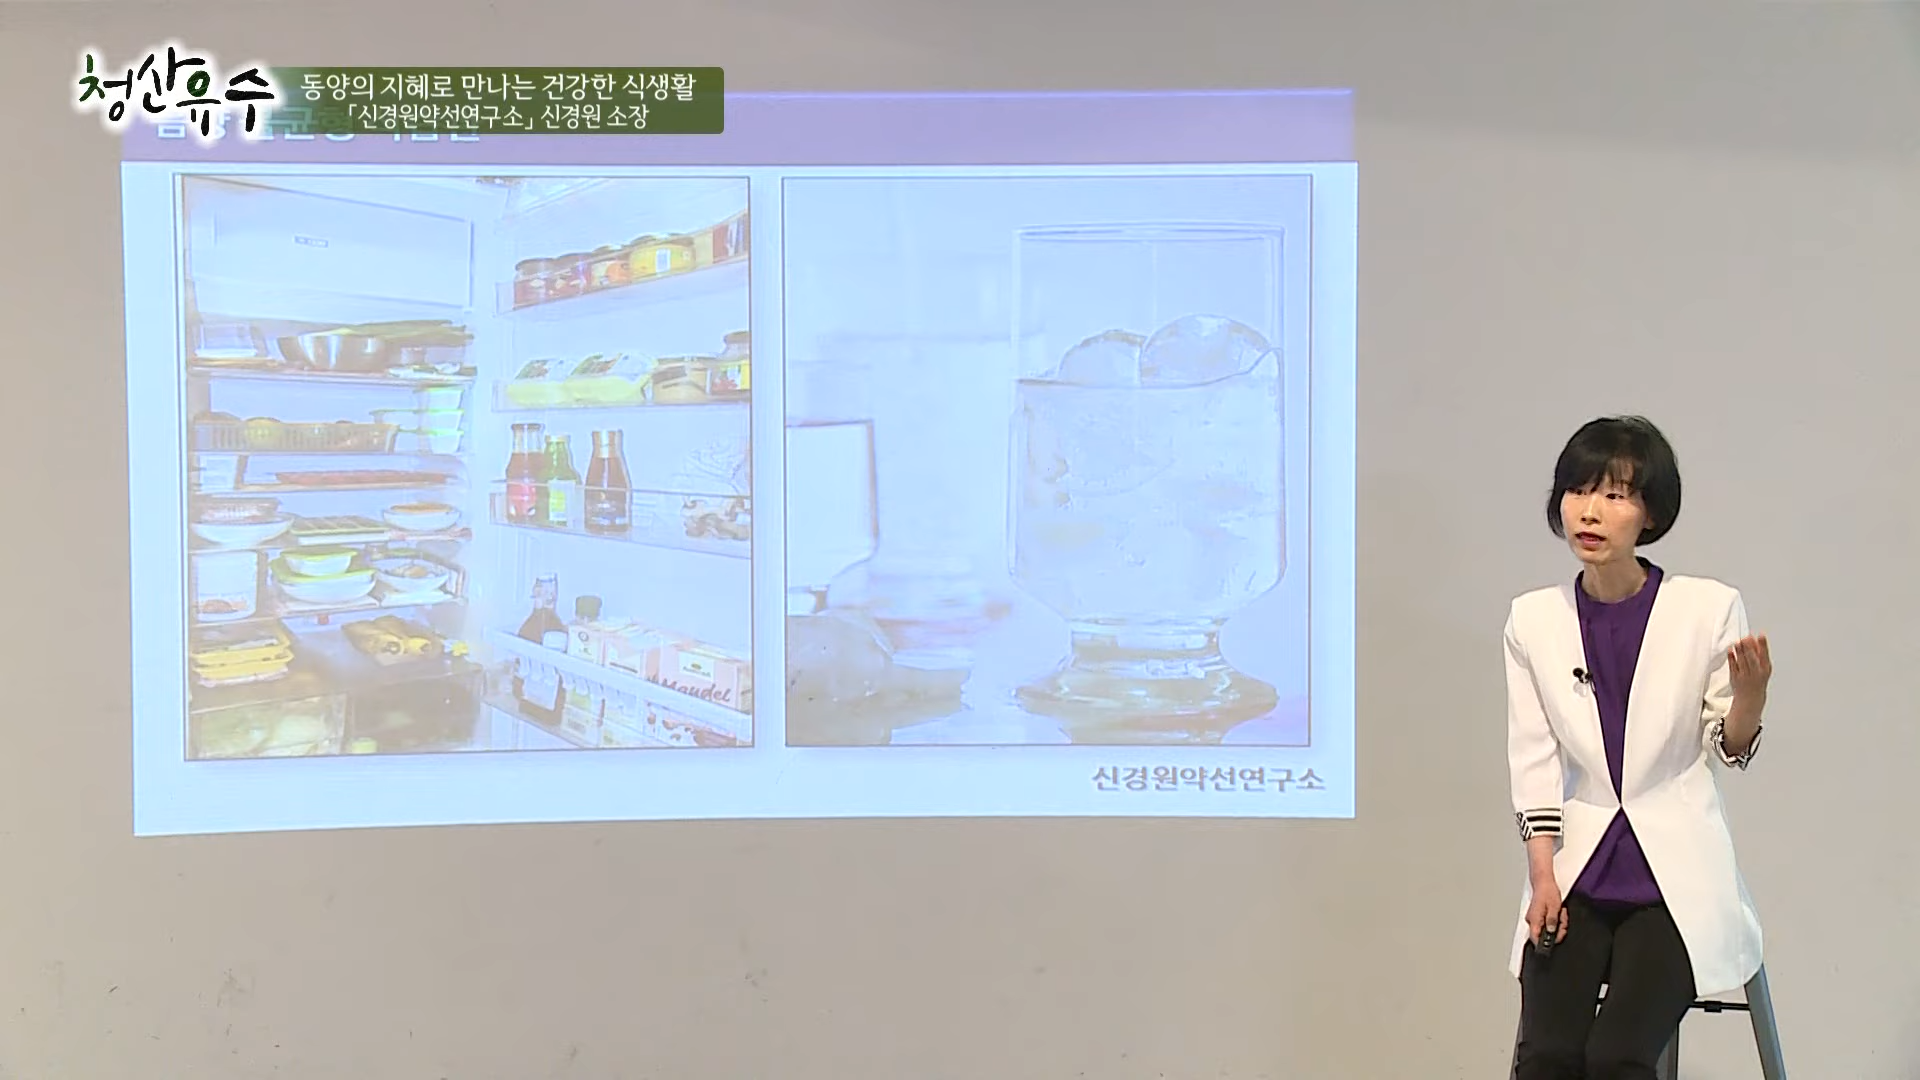 청산유수
동양의 지혜로 만나는 건강한 식생활
「신경원약선연구소」 신경원 소장
Mandel
신경원약선연구소